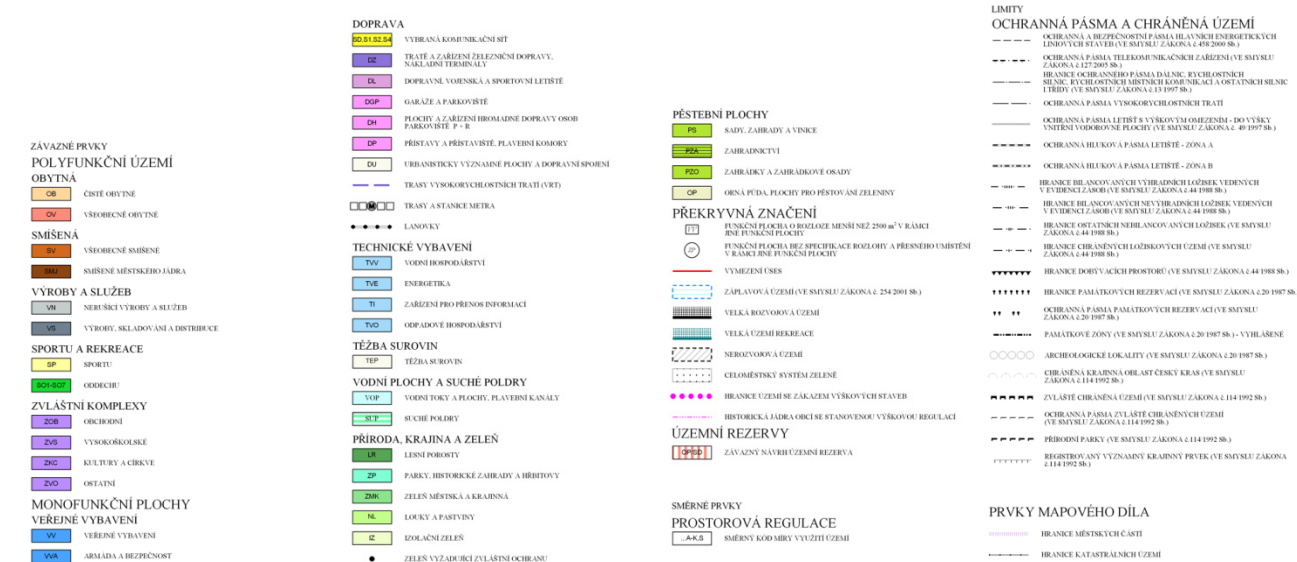 ZÁVAZNÉ PRVKY
POLYFUNKČNÍ ÚZEMÍ
OBYTNÁ
OB ČISTĚ OBYTNÉ
OV VŠEOBECNĚ OBYTNÉ
SMÍŠENÁ
SV VŠEOBECNĚ SMÍŠENÉ
SMJ SMÍŠENÉ MĚSTSKÉHO JÁDRA
VÝROBY A SLUŽEB
VN NERUŠÍCÍ VÝROBY A SLUŽEB
VS VÝROBY, SKLADOVÁNÍ A DISTRIBUCE
SPORTU A REKREACE
SP SPORTU
SO1-SO7 ODDECHU
ZVLÁŠTNÍ KOMPLEXY
ZOB OBCHODNÍ
ZVS VYSOKOŠKOLSKÉ
ZKC KULTURY A CÍRKVE
ZVO OSTATNÍ
MONOFUNKČNÍ PLOCHY
VEŘEJNÉ VYBAVENÍ
VV VEŘEJNÉ VYBAVENÍ
VVA ARMÁDA A BEZPEČNOST
DOPRAVA
SD,S1,S2,S4 VYBRANÁ KOMUNIKAČNÍ SÍŤ
DZ TRATĚ A ZAŘÍZENÍ ŽELEZNIČNÍ DOPRAVY,
NÁKLADNÍ TERMINÁLY
DL DOPRAVNÍ, VOJENSKÁ A SPORTOVNÍ LETIŠTĚ
DGP GARÁŽE A PARKOVIŠTĚ
DH PLOCHY A ZAŘÍZENÍ HROMADNÉ DOPRAVY OSOB
PARKOVIŠTĚ P + R
DP PŘÍSTAVY A PŘÍSTAVIŠTĚ, PLAVEBNÍ KOMORY
DU URBANISTICKY VÝZNAMNÉ PLOCHY A DOPRAVNÍ SPOJENÍ
TRASY VYSOKORYCHLOSTNÍCH TRATÍ (VRT)
M TRASY A STANICE METRA
LANOVKY
TECHNICKÉ VYBAVENÍ
TVV VODNÍ HOSPODÁŘSTVÍ
TVE ENERGETIKA
TI ZAŘÍZENÍ PRO PŘENOS INFORMACÍ
TVO ODPADOVÉ HOSPODÁŘSTVÍ
TĚŽBA SUROVIN
TEP TĚŽBA SUROVIN
VODNÍ PLOCHY A SUCHÉ POLDRY
VOP VODNÍ TOKY A PLOCHY, PLAVEBNÍ KANÁLY
SUP SUCHÉ POLDRY
PŘÍRODA, KRAJINA A ZELEŇ
LR LESNÍ POROSTY
ZP PARKY, HISTORICKÉ ZAHRADY A HŘBITOVY
ZMK ZELEŇ MĚSTSKÁ A KRAJINNÁ
NL LOUKY A PASTVINY
IZ IZOLAČNÍ ZELEŇ
ZELEŇ VYŽADUJÍCÍ ZVLÁŠTNÍ OCHRANU
PĚSTEBNÍ PLOCHY
PS SADY, ZAHRADY A VINICE
PZA ZAHRADNICTVÍ
PZO ZAHRÁDKY A ZAHRÁDKOVÉ OSADY
OP ORNÁ PŮDA, PLOCHY PRO PĚSTOVÁNÍ ZELENINY
PŘEKRYVNÁ ZNAČENÍ
FUNKČNÍ PLOCHA O ROZLOZE MENŠÍ NEŽ 2500 m² V RÁMCI
JINÉ FUNKČNÍ PLOCHY
ZP FUNKČNÍ PLOCHA BEZ SPECIFIKACE ROZLOHY A PŘESNÉHO UMÍSTĚNÍ
V RÁMCI JINÉ FUNKČNÍ PLOCHY
VYMEZENÍ ÚSES
ZÁPLAVOVÁ ÚZEMÍ (VE SMYSLU ZÁKONA č. 254/2001 Sb.)
VELKÁ ROZVOJOVÁ ÚZEMÍ
VELKÁ ÚZEMÍ REKREACE
NEROZVOJOVÁ ÚZEMÍ
CELOMĚSTSKÝ SYSTÉM ZELENĚ
HRANICE ÚZEMÍ SE ZÁKAZEM VÝŠKOVÝCH STAVEB
HISTORICKÁ JÁDRA OBCÍ SE STANOVENOU VÝŠKOVOU REGULACÍ
ÚZEMNÍ REZERVY
OP/SD ZÁVAZNÝ NÁVRH/ÚZEMNÍ REZERVA
SMĚRNÉ PRVKY
PROSTOROVÁ REGULACE
...A-K,S SMĚRNÝ KÓD MÍRY VYUŽITÍ ÚZEMÍ
LIMITY
OCHRANNÁ PÁSMA A CHRÁNĚNÁ ÚZEMÍ
OCHRANNÁ A BEZPEČNOSTNÍ PÁSMA HLAVNÍCH ENERGETICKÝCH
LINIOVÝCH STAVEB (VE SMYSLU ZÁKONA č.458/2000 Sb.)
OCHRANNÁ PÁSMA TELEKOMUNIKAČNÍCH ZAŘÍZENÍ (VE SMYSLU
ZÁKONA č.127/2005 Sb.)
HRANICE OCHRANNÉHO PÁSMA DÁLNIC, RYCHLOSTNÍCH
SILNIC, RYCHLOSTNÍCH MÍSTNÍCH KOMUNIKACÍ A OSTATNÍCH SILNIC
I.TŘÍDY (VE SMYSLU ZÁKONA č.13/1997 Sb.)
OCHRANNÁ PÁSMA VYSOKORYCHLOSTNÍCH TRATÍ
OCHRANNÁ PÁSMA LETIŠŤ S VÝŠKOVÝM OMEZENÍM - DO VÝŠKY
VNITŘNÍ VODOROVNÉ PLOCHY (VE SMYSLU ZÁKONA č. 49/1997 Sb.)
OCHRANNÁ HLUKOVÁ PÁSMA LETIŠTĚ - ZÓNA A
OCHRANNÁ HLUKOVÁ PÁSMA LETIŠTĚ - ZÓNA B
HRANICE BILANCOVANÝCH VÝHRADNÍCH LOŽISEK VEDENÝCH
V EVIDENCI ZÁSOB (VE SMYSLU ZÁKONA č.44/1988 Sb.)
HRANICE BILANCOVANÝCH NEVÝHRADNÍCH LOŽISEK VEDENÝCH
V EVIDENCI ZÁSOB (VE SMYSLU ZÁKONA č.44/1988 Sb.)
HRANICE OSTATNÍCH NEBILANCOVANÝCH LOŽISEK (VE SMYSLU
ZÁKONA č.44/1988 Sb.)
HRANICE CHRÁNĚNÝCH LOŽISKOVÝCH ÚZEMÍ (VE SMYSLU
ZÁKONA č.44/1988 Sb.)
HRANICE DOBÝVACÍCH PROSTORŮ (VE SMYSLU ZÁKONA č.44/1988 Sb.)
HRANICE PAMÁTKOVÝCH REZERVACÍ (VE SMYSLU ZÁKONA č.20/1987 Sb.
OCHRANNÁ PÁSMA PAMÁTKOVÝCH REZERVACÍ (VE SMYSLU
ZÁKONA č.20/1987 Sb.)
PAMÁTKOVÉ ZÓNY (VE SMYSLU ZÁKONA č.20/1987 Sb.) - VYHLÁŠENÉ
ARCHEOLOGICKÉ LOKALITY (VE SMYSLU ZÁKONA č.20/1987 Sb.)
CHRÁNĚNÁ KRAJINNÁ OBLAST ČESKÝ KRAS (VE SMYSLU
ZÁKONA č.114/1992 Sb.)
ZVLÁŠTĚ CHRÁNĚNÁ ÚZEMÍ (VE SMYSLU ZÁKONA č.114/1992 Sb.)
OCHRANNÁ PÁSMA ZVLÁŠTĚ CHRÁNĚNÝCH ÚZEMÍ
(VE SMYSLU ZÁKONA č.114/1992 Sb.)
PŘÍRODNÍ PARKY (VE SMYSLU ZÁKONA č.114/1992 Sb.)
REGISTROVANÝ VÝZNAMNÝ KRAJINNÝ PRVEK (VE SMYSLU ZÁKONA
č.114/1992 Sb.)
PRVKY MAPOVÉHO DÍLA
HRANICE MĚSTSKÝCH ČÁSTÍ
HRANICE KATASTRÁLNÍCH ÚZEMÍ